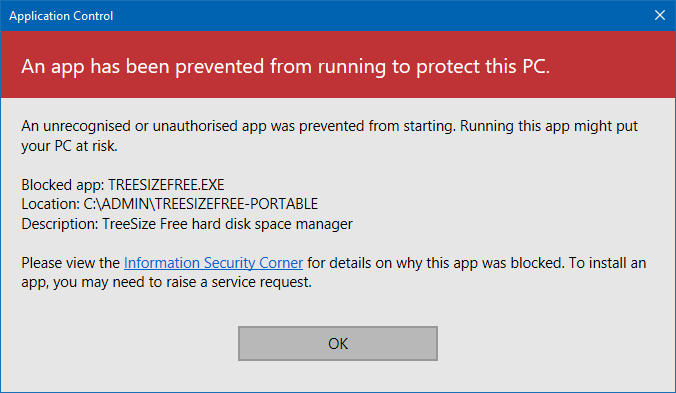 Application Control
An app has been prevented from running to protect this PC.
An unrecognised or unauthorised app was prevented from starting. Running this app might put
your PC at risk.
Blocked app: TREESIZEFREE.EXE
Location: C:\ADMIN\TREESIZEFREE-PORTABLE
Description: TreeSize Free hard disk space manager
Please view the Information Security Corner for details on why this app was blocked. To install an
app, you may need to raise a service request.
OK